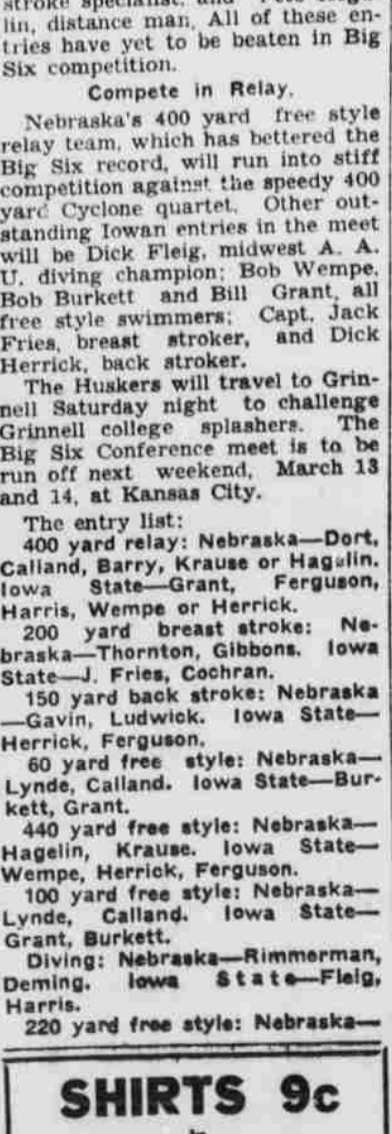 stroke specialist, and
lin, distance man. All of these en-
tries have yet to be beaten in Big
Six competition.
Compete in Relay.
Nebraska's 400 yard free style
relay team, which has bettered the
Big Six record, will run into stiff
competition against the speedy 400
yard Cyclone quartet. Other out-
standing Iowan entries in the meet
will be Dick Fleig, midwest A. A.
U. diving champion; Bob Wempe,
Bob Burkett and Bill Grant, all
free style swimmers; Capt. Jack
Fries, breast stroker, and Dick
Herrick, back stroker.
The Huskers will travel to Grin-
nell Saturday night to challenge
Grinnell college splashers. The
Big Six Conference meet is to be
run off next weekend, March 13
and 14, at Kansas City.
The entry list:
400 yard relay: Nebraska—Dort,
Calland, Barry, Krause or Hagelin.
Iowa State—Grant, Ferguson,
Harris, Wempe or Herrick.
200 yard breast stroke: Ne-
braska—Thornton, Gibbons. Iowa
State—J. Fries, Cochran.
150 yard back stroke: Nebraska
—Gavin, Ludwick. Iowa State—
Herrick, Ferguson.
60 yard free style: Nebraska—
Lynde, Calland. Iowa State—Bur-
kett, Grant.
440 yard free style: Nebraska—
Hagelin, Krause. Iowa State—
Wempe, Herrick, Ferguson.
100 yard free style: Nebraska—
Lynde, Calland. Iowa State—
Grant, Burkett.
Diving: Nebraska—Rimmerman,
Deming. Iowa State—Fleig,
Harris.
220 yard free style: Nebraska—
SHIRTS 9c